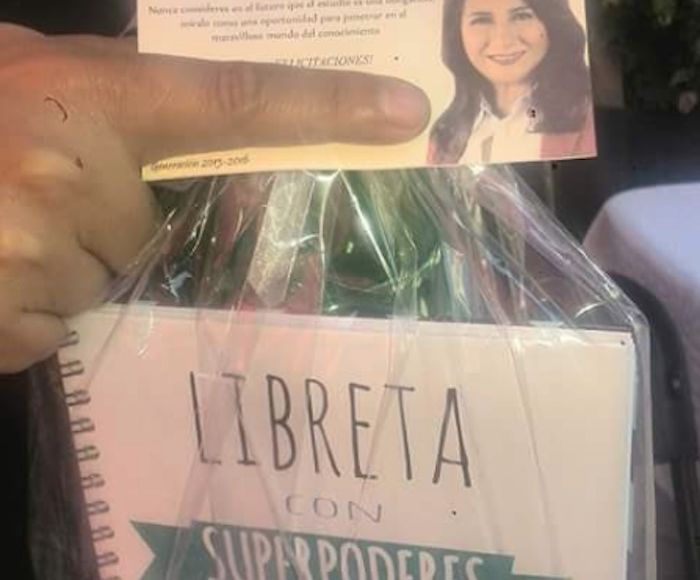 Nunca consideres en el futuro que el estudio es una obligación,
míralo como una oportunidad para penetrar en el
maravilloso mundo del conocimiento
FELICITACIONES!
Generación 2015-2016
LIBRETA
CON
SUPERPODERES